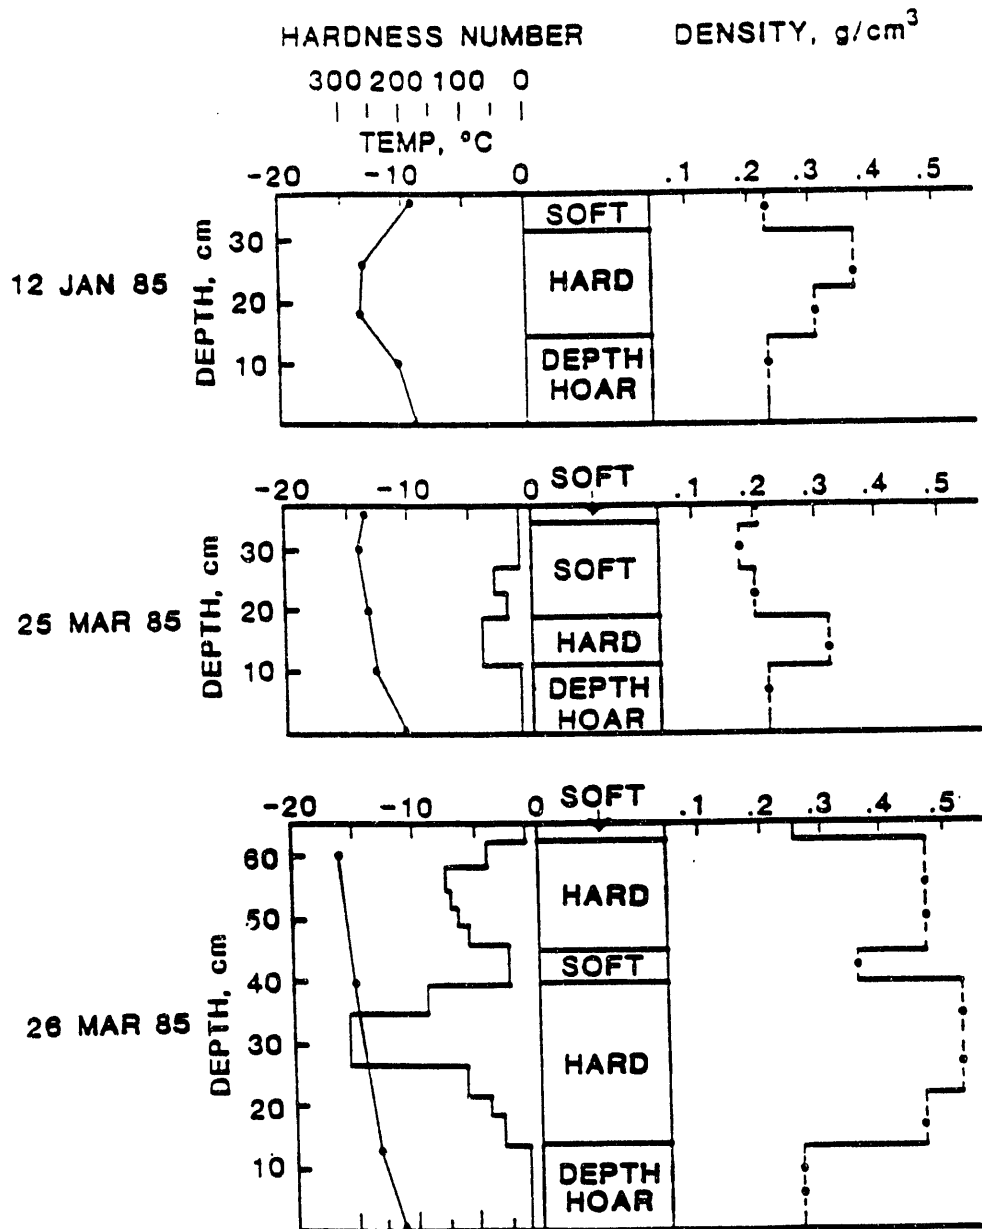 HARDNESS NUMBER DENSITY, g/cm³
300 200 100 0
TEMP, ºC
-20 -10 0 .1 .2 .3 .4 .5
SOFT
30
12 JAN 85 DEPTH, cm HARD
20
10 DEPTH
HOAR
SOFT
-20 -10 0 .1 .2 .3 .4 .5
30
SOFT
25 MAR 85 DEPTH, cm
20
HARD
10
DEPTH
HOAR
SOFT
-20 -10 0 .1 .2 .3 .4 .5
60
HARD
50
SOFT
40
26 MAR 85 DEPTH, cm
30
HARD
20
10 DEPTH
HOAR